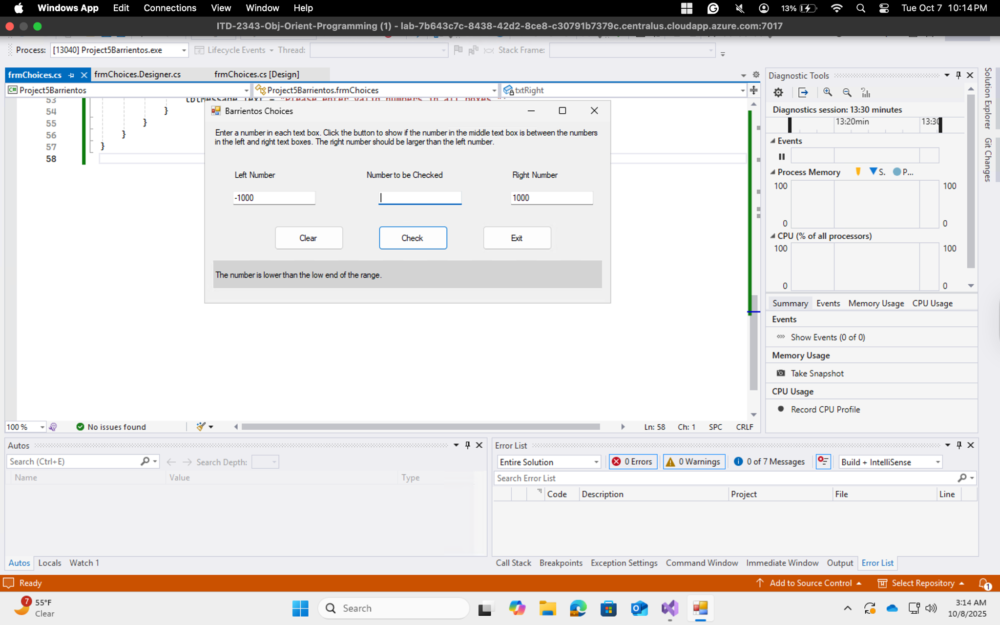 Windows App Edit Connections View Window Help 13% Tue Oct 7 10:14 PM
ITD-2343-Obj-Orient-Programming (1) - lab-7b643c7c-8438-42d2-8ce8-c30791b7379c.centralus.cloudapp.azure.com:7017
Process: [13040] Project5Barrientos.exe Lifecycle Events Thread: Stack Frame:
frmChoices.cs frmChoices.Designer.cs frmChoices.cs [Design]
C# Project5Barrientos Project5Barrientos.frmChoices txtRight
53 lblMessage.Text = "Please enter valid numbers in all boxes."
54 }
55 }
56 }
57 }
58
Barrientos Choices
Enter a number in each text box. Click the button to show if the number in the middle text box is between the numbers
in the left and right text boxes. The right number should be larger than the left number.
Left Number Number to be Checked Right Number
-1000 1000
Clear Check Exit
The number is lower than the low end of the range.
100 % No issues found Ln: 58 Ch: 1 SPC CRLF
Diagnostic Tools
Diagnostics session: 13:30 minutes
13:20min 13:30
Events
Process Memory S. P...
100 100
0 0
CPU (% of all processors)
100 100
0 0
Summary Events Memory Usage CPU Usage
Events
Show Events (0 of 0)
Memory Usage
Take Snapshot
CPU Usage
Record CPU Profile
Solution Explorer
Git Changes
Autos
Search (Ctrl+E) Search Depth:
Name Value Type
Autos Locals Watch 1
Error List
Entire Solution 0 Errors 0 Warnings 0 of 7 Messages Build + IntelliSense
Search Error List
Code Description Project File Line
Call Stack Breakpoints Exception Settings Command Window Immediate Window Output Error List
Ready Add to Source Control Select Repository 1
7 55°F
Clear
Search
3:14 AM
10/8/2025